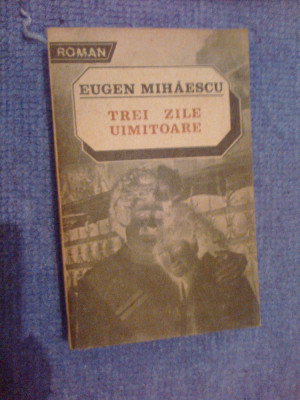 ROMAN
EUGEN MIHĂESCU
TREI ZILE
UIMITOARE